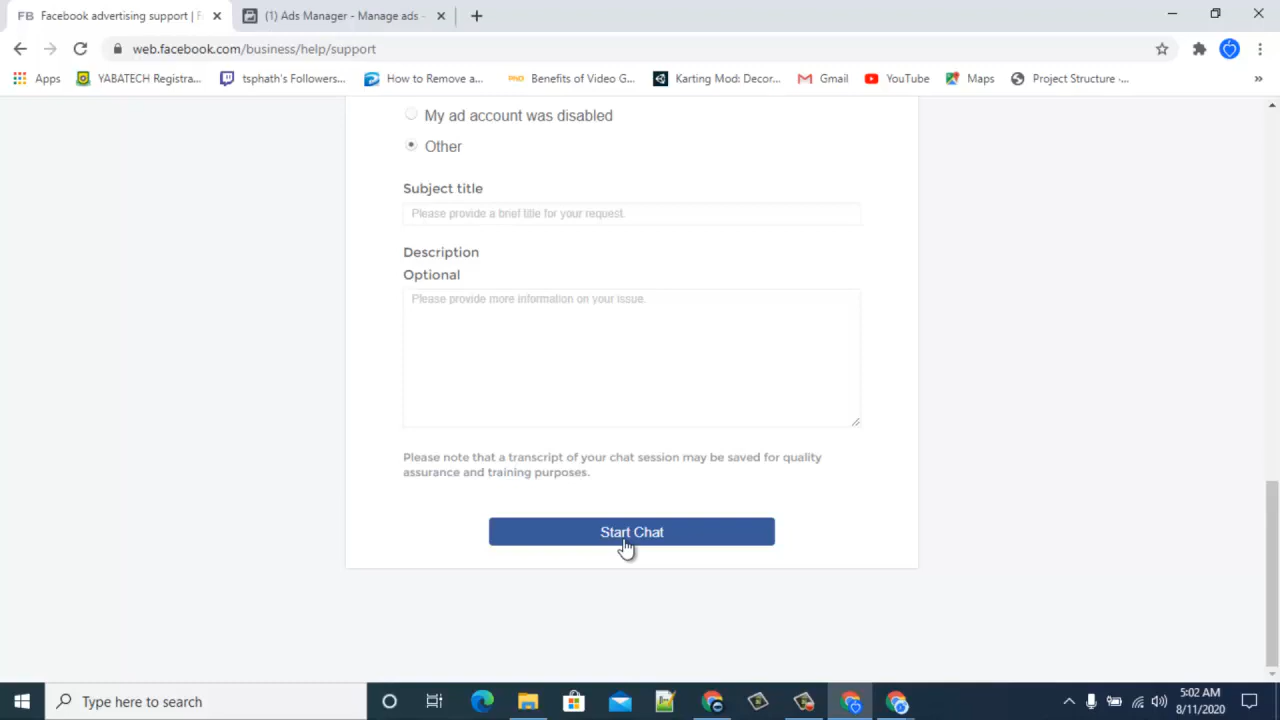 FB Facebook advertising support | F
(1) Ads Manager - Manage ads -
web.facebook.com/business/help/support
Apps
YABATECH Registra...
tsphath's Followers...
How to Remove a...
PNO Benefits of Video G...
Karting Mod: Decor...
Gmail
YouTube
Maps
Project Structure -...
»
My ad account was disabled
Other
Subject title
Please provide a brief title for your request.
Description
Optional
Please provide more information on your issue.
Please note that a transcript of your chat session may be saved for quality
assurance and training purposes.
Start Chat
Type here to search
5:02 AM
8/11/2020